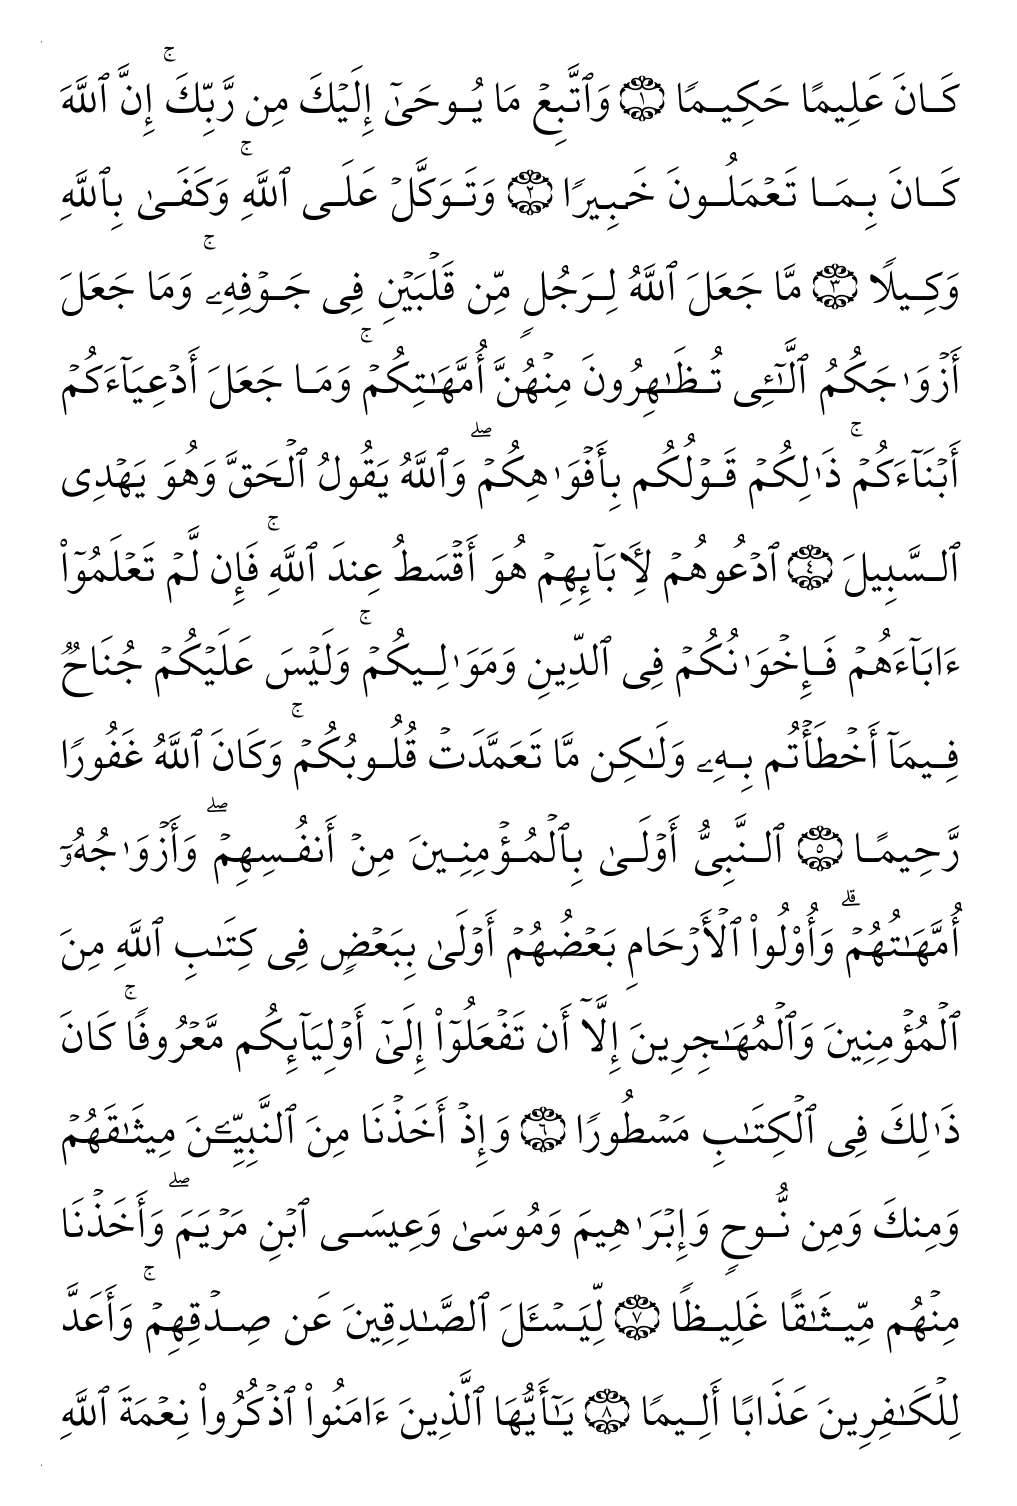 كَانَ عَلِيمًا حَكِيمًا ۝١ وَٱتَّبِعۡ مَا يُوحَىٰٓ إِلَيۡكَ مِن رَّبِّكَۚ إِنَّ ٱللَّهَ
كَانَ بِمَا تَعۡمَلُونَ خَبِيرًا ۝٢ وَتَوَكَّلۡ عَلَى ٱللَّهِۚ وَكَفَىٰ بِٱللَّهِ
وَكِيلًا ۝٣ مَّا جَعَلَ ٱللَّهُ لِرَجُلٍ مِّن قَلۡبَيۡنِ فِى جَوۡفِهِۦۚ وَمَا جَعَلَ
أَزۡوَٰجَكُمُ ٱلَّـٰٓئِى تُظَـٰهِرُونَ مِنۡهُنَّ أُمَّهَـٰتِكُمۡۚ وَمَا جَعَلَ أَدۡعِيَآءَكُمۡ
أَبۡنَآءَكُمۡۚ ذَٰلِكُمۡ قَوۡلُكُم بِأَفۡوَٰهِكُمۡۖ وَٱللَّهُ يَقُولُ ٱلۡحَقَّ وَهُوَ يَهۡدِى
ٱلسَّبِيلَ ۝٤ ٱدۡعُوهُمۡ لِأَبَآئِهِمۡ هُوَ أَقۡسَطُ عِندَ ٱللَّهِۚ فَإِن لَّمۡ تَعۡلَمُوٓا۟
ءَابَآءَهُمۡ فَإِخۡوَٰنُكُمۡ فِى ٱلدِّينِ وَمَوَٰلِيكُمۡۚ وَلَيۡسَ عَلَيۡكُمۡ جُنَاحٌ
فِيمَآ أَخۡطَأۡتُم بِهِۦ وَلَـٰكِن مَّا تَعَمَّدَتۡ قُلُوبُكُمۡۚ وَكَانَ ٱللَّهُ غَفُورًا
رَّحِيمًا ۝٥ ٱلنَّبِىُّ أَوۡلَىٰ بِٱلۡمُؤۡمِنِينَ مِنۡ أَنفُسِهِمۡۖ وَأَزۡوَٰجُهُۥٓ
أُمَّهَـٰتُهُمۡۗ وَأُو۟لُوا۟ ٱلۡأَرۡحَامِ بَعۡضُهُمۡ أَوۡلَىٰ بِبَعۡضٍ فِى كِتَـٰبِ ٱللَّهِ مِنَ
ٱلۡمُؤۡمِنِينَ وَٱلۡمُهَـٰجِرِينَ إِلَّآ أَن تَفۡعَلُوٓا۟ إِلَىٰٓ أَوۡلِيَآئِكُم مَّعۡرُوفًاۚ كَانَ
ذَٰلِكَ فِى ٱلۡكِتَـٰبِ مَسۡطُورًا ۝٦ وَإِذۡ أَخَذۡنَا مِنَ ٱلنَّبِيِّـۧنَ مِيثَـٰقَهُمۡ
وَمِنكَ وَمِن نُّوحٍ وَإِبۡرَٰهِيمَ وَمُوسَىٰ وَعِيسَى ٱبۡنِ مَرۡيَمَۖ وَأَخَذۡنَا
مِنۡهُم مِّيثَـٰقًا غَلِيظًا ۝٧ لِّيَسۡـَٔلَ ٱلصَّـٰدِقِينَ عَن صِدۡقِهِمۡۚ وَأَعَدَّ
لِلۡكَـٰفِرِينَ عَذَابًا أَلِيمًا ۝٨ يَـٰٓأَيُّهَا ٱلَّذِينَ ءَامَنُوا۟ ٱذۡكُرُوا۟ نِعۡمَةَ ٱللَّهِ